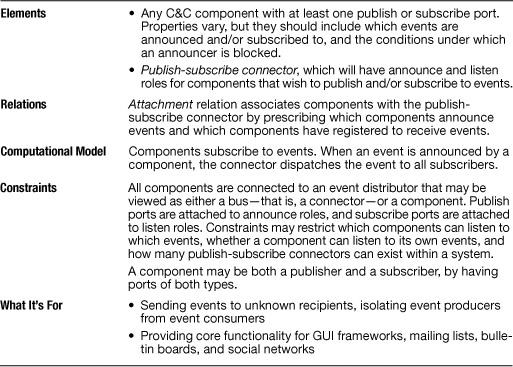 Elements
• Any C&C component with at least one publish or subscribe port.
Properties vary, but they should include which events are
announced and/or subscribed to, and the conditions under which
an announcer is blocked.
• Publish-subscribe connector, which will have announce and listen
roles for components that wish to publish and/or subscribe to events.
Relations
Attachment relation associates components with the publish-
subscribe connector by prescribing which components announce
events and which components have registered to receive events.
Computational Model
Components subscribe to events. When an event is announced by a
component, the connector dispatches the event to all subscribers.
Constraints
All components are connected to an event distributor that may be
viewed as either a bus—that is, a connector—or a component. Publish
ports are attached to announce roles, and subscribe ports are attached
to listen roles. Constraints may restrict which components can listen to
which events, whether a component can listen to its own events, and
how many publish-subscribe connectors can exist within a system.
A component may be both a publisher and a subscriber, by having
ports of both types.
What It's For
• Sending events to unknown recipients, isolating event producers
from event consumers
• Providing core functionality for GUI frameworks, mailing lists, bulle-
tin boards, and social networks